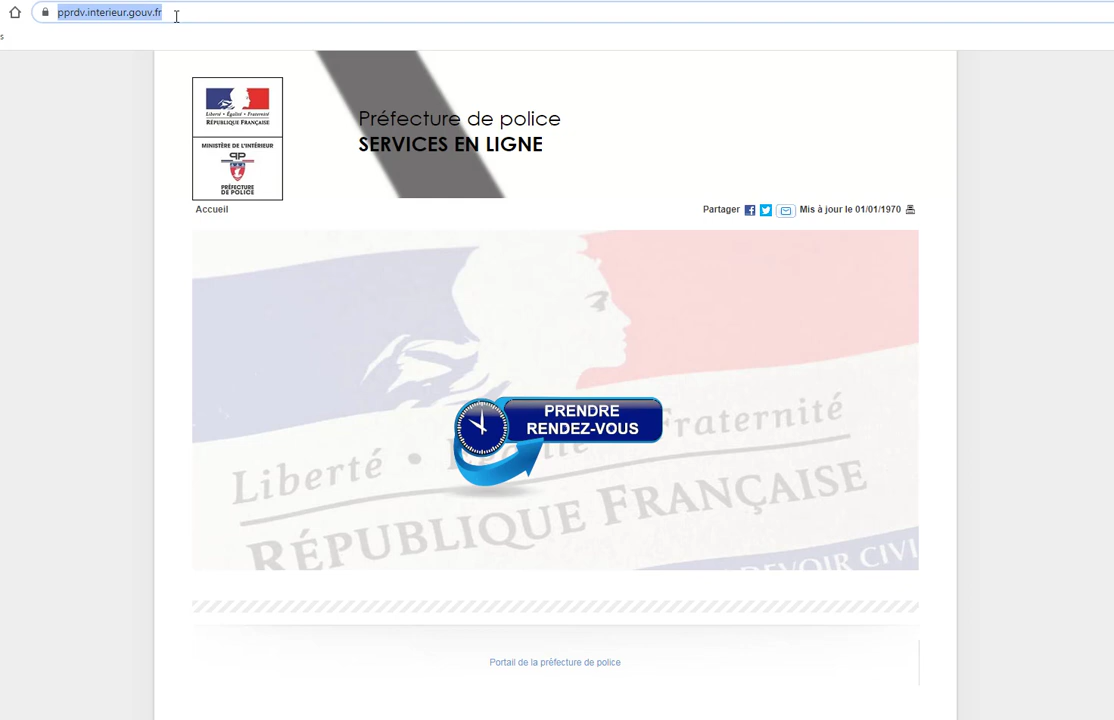 pprdv.interieur.gouv.fr
s
Liberté • Égalité • Fraternité
RÉPUBLIQUE FRANÇAISE
MINISTÈRE DE L'INTÉRIEUR
PP
PRÉFECTURE
DE POLICE
Préfecture de police
SERVICES EN LIGNE
Accueil
Partager
Mis à jour le 01/01/1970
PRENDRE
RENDEZ-VOUS
Liberté • Égalité • Fraternité
RÉPUBLIQUE FRANÇAISE
DEVOIR CIVI
Portail de la préfecture de police